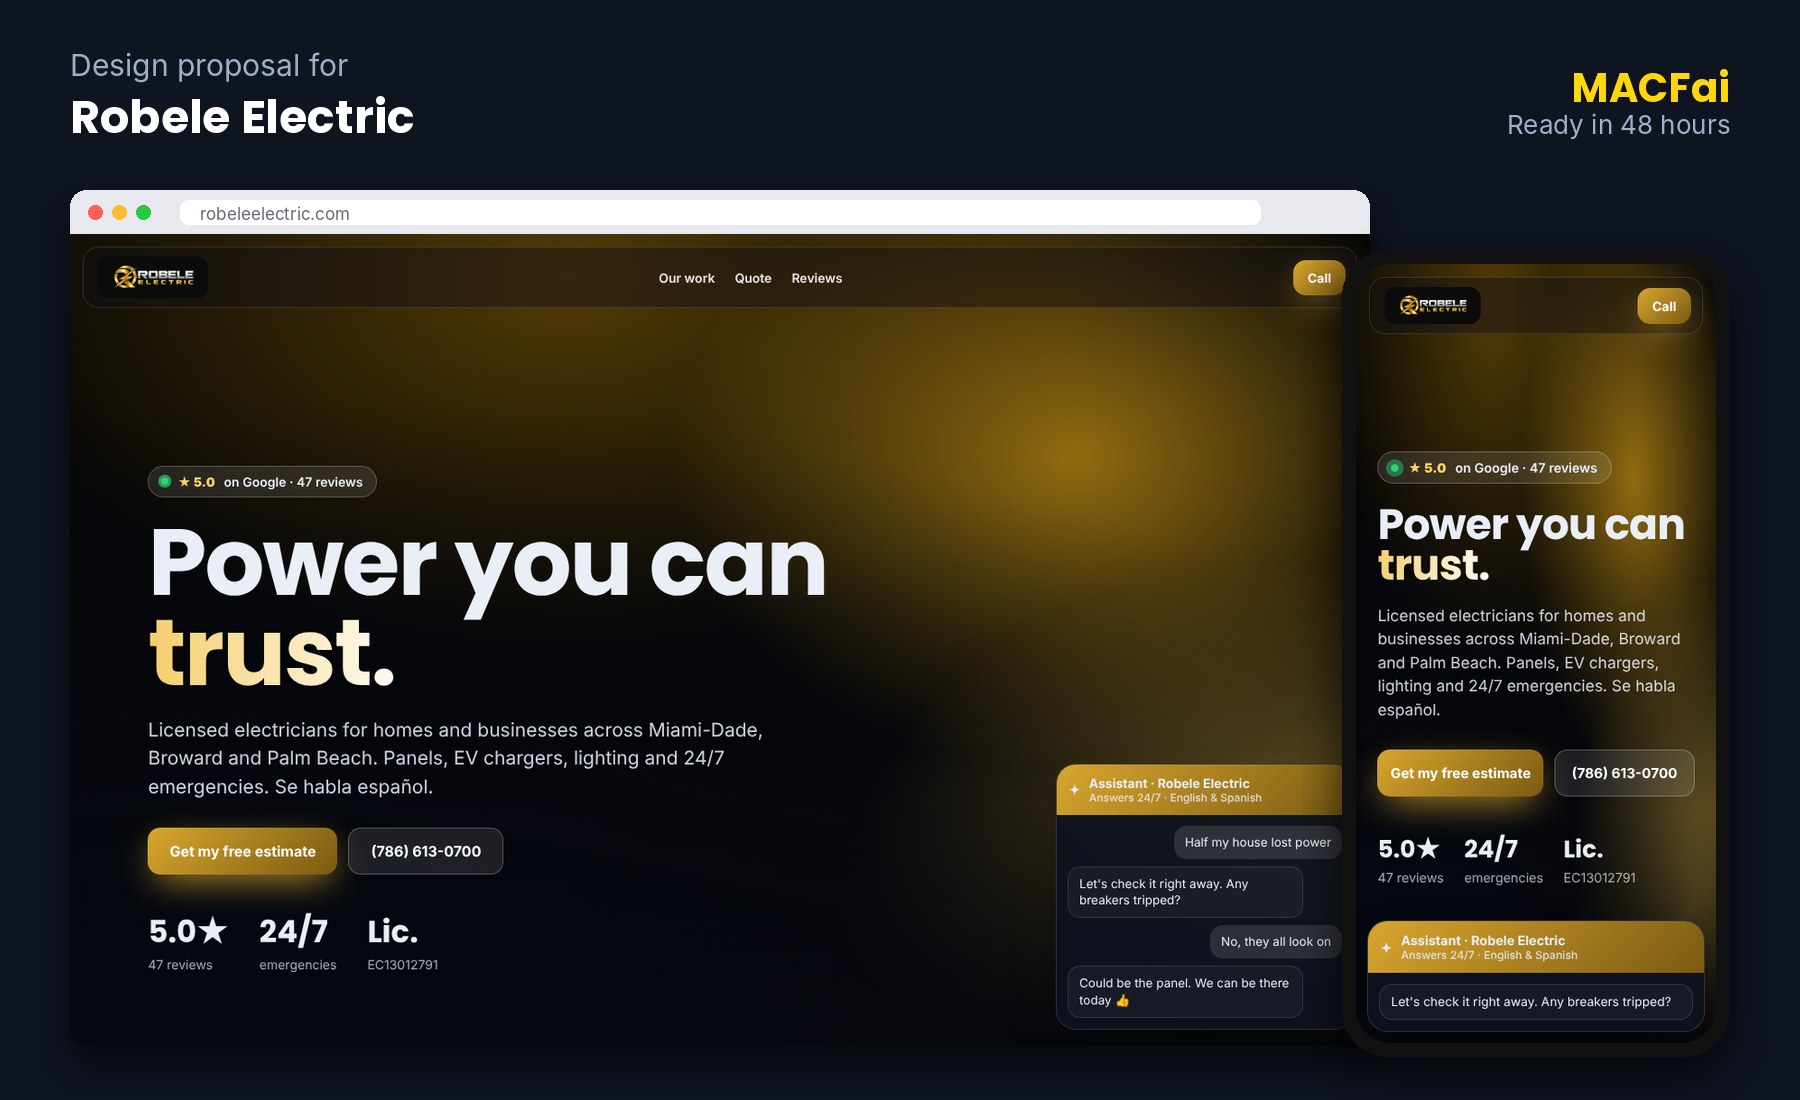 Design proposal for
Robele Electric
MACFai
Ready in 48 hours
robeleelectric.com
ROBELE
ELECTRIC
Our work
Quote
Reviews
Call
★ 5.0 on Google · 47 reviews
Power you can
trust.
Licensed electricians for homes and businesses across Miami-Dade,
Broward and Palm Beach. Panels, EV chargers, lighting and 24/7
emergencies. Se habla español.
Get my free estimate
(786) 613-0700
5.0★
47 reviews
24/7
emergencies
Lic.
EC13012791
✦ Assistant · Robele Electric
Answers 24/7 · English & Spanish
Half my house lost power
Let's check it right away. Any
breakers tripped?
No, they all look on
Could be the panel. We can be there
today 👍
ROBELE
ELECTRIC
Call
★ 5.0 on Google · 47 reviews
Power you can
trust.
Licensed electricians for homes and
businesses across Miami-Dade, Broward
and Palm Beach. Panels, EV chargers,
lighting and 24/7 emergencies. Se habla
español.
Get my free estimate
(786) 613-0700
5.0★
47 reviews
24/7
emergencies
Lic.
EC13012791
✦ Assistant · Robele Electric
Answers 24/7 · English & Spanish
Let's check it right away. Any breakers tripped?